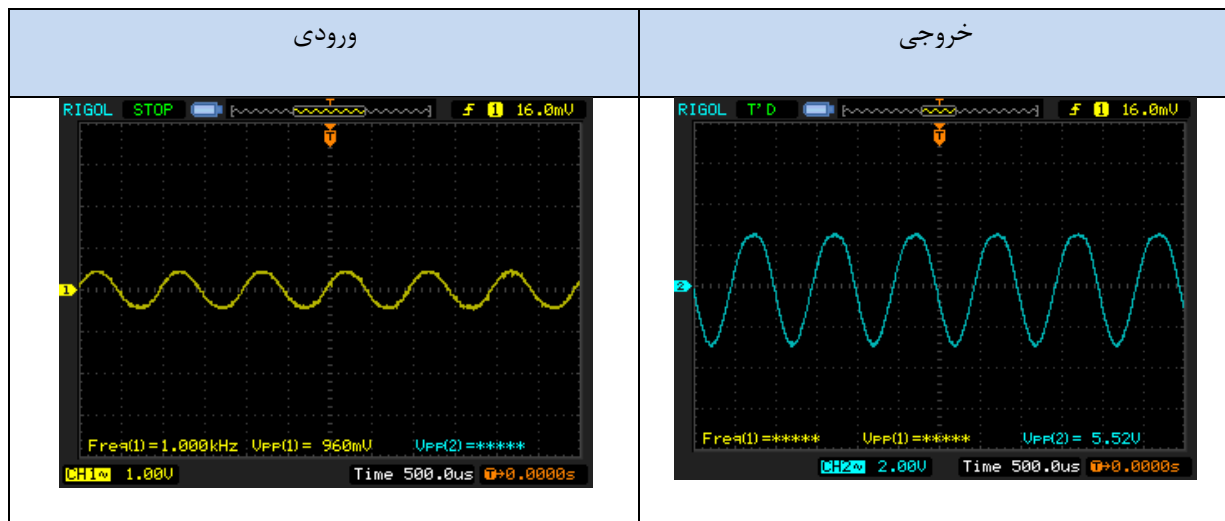 ورودی
خروجی
RIGOL STOP T 1 16.0mV
T
1
Freq(1)=1.000kHz Vpp(1)= 960mV Vpp(2)=*****
CH1~ 1.00V Time 500.0us T→0.0000s
RIGOL T'D T 1 16.0mV
T
2
Freq(1)=***** Vpp(1)=***** Vpp(2)= 5.52V
CH2~ 2.00V Time 500.0us T→0.0000s